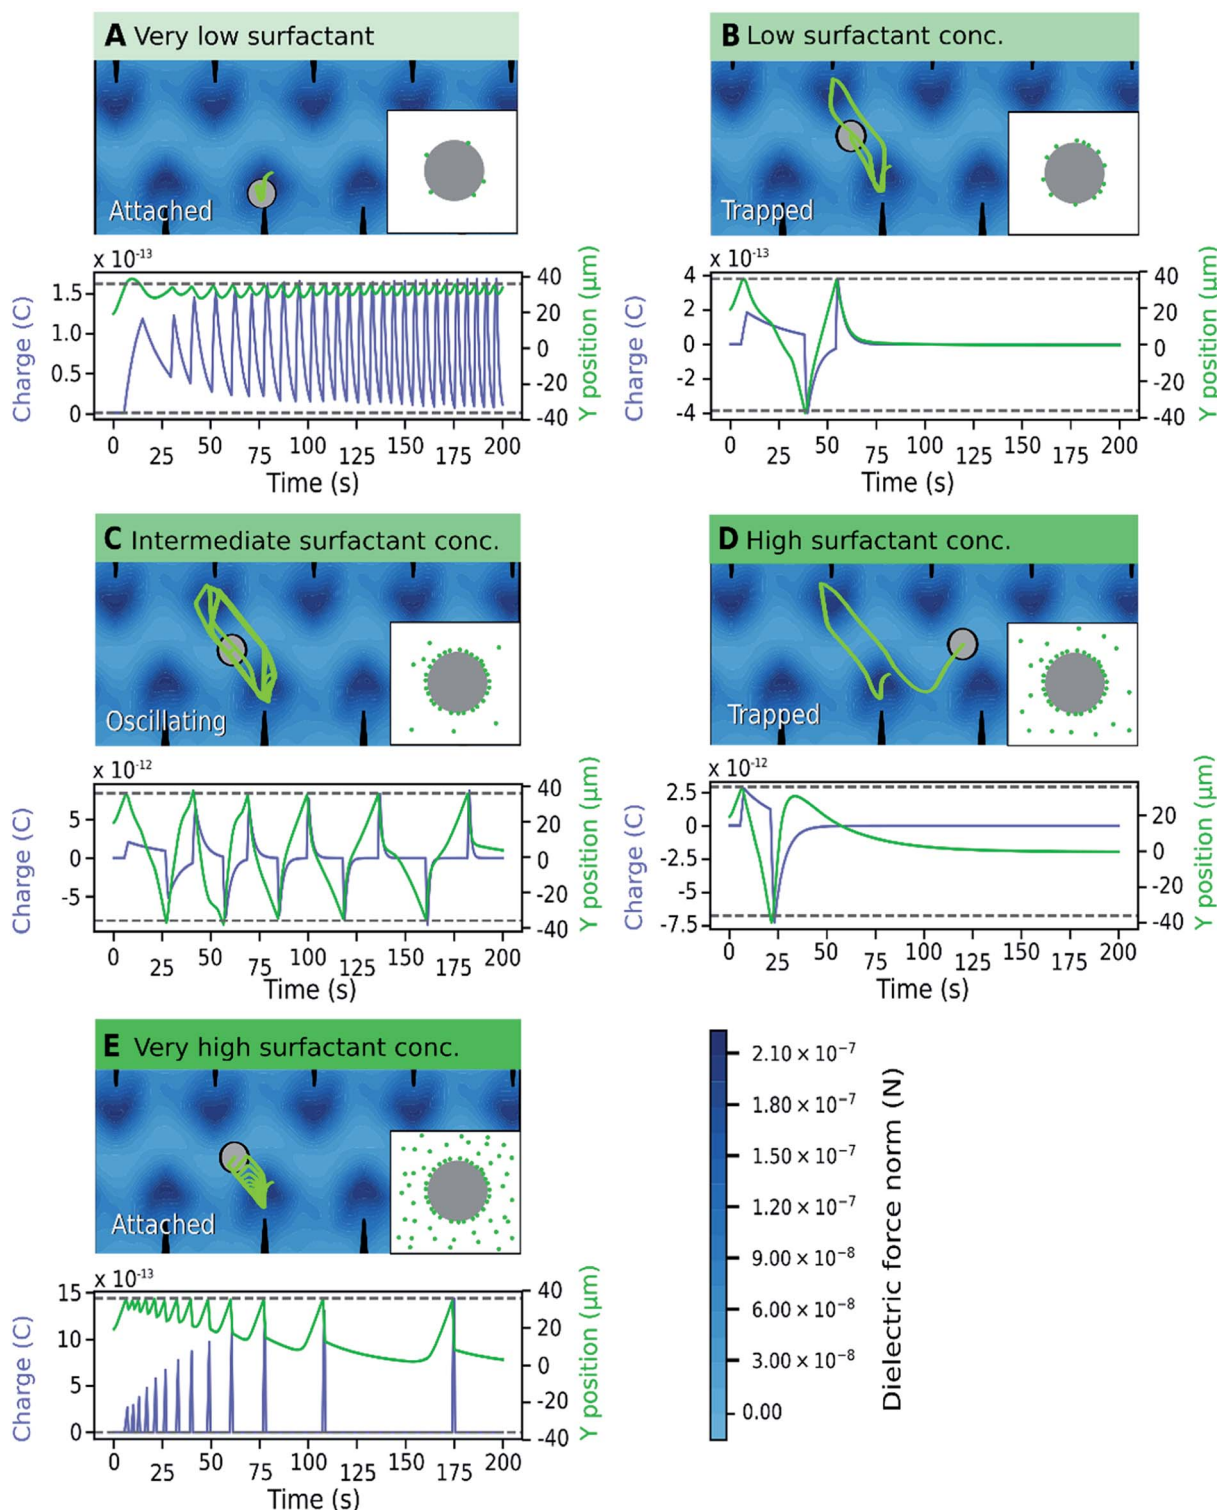 A Very low surfactant
Attached
x 10-13
1.5
1.0
0.5
0
40
20
0
-20
-40
Charge (C)
Y position (µm)
0 25 50 75 100 125 150 175 200
Time (s)
B Low surfactant conc.
Trapped
x 10-13
4
2
0
-2
-4
40
20
0
-20
-40
Charge (C)
Y position (µm)
0 25 50 75 100 125 150 175 200
Time (s)
C Intermediate surfactant conc.
Oscillating
x 10-12
5
0
-5
40
20
0
-20
-40
Charge (C)
Y position (µm)
0 25 50 75 100 125 150 175 200
Time (s)
D High surfactant conc.
Trapped
x 10-12
2.5
0
-2.5
-5
-7.5
20
0
-20
-40
Charge (C)
Y position (µm)
0 25 50 75 100 125 150 175 200
Time (s)
E Very high surfactant conc.
Attached
x 10-13
15
10
5
0
40
20
0
-20
-40
Charge (C)
Y position (µm)
0 25 50 75 100 125 150 175 200
Time (s)
2.10 × 10−7
1.80 × 10−7
1.50 × 10−7
1.20 × 10−7
9.00 × 10−8
6.00 × 10−8
3.00 × 10−8
0.00
Dielectric force norm (N)